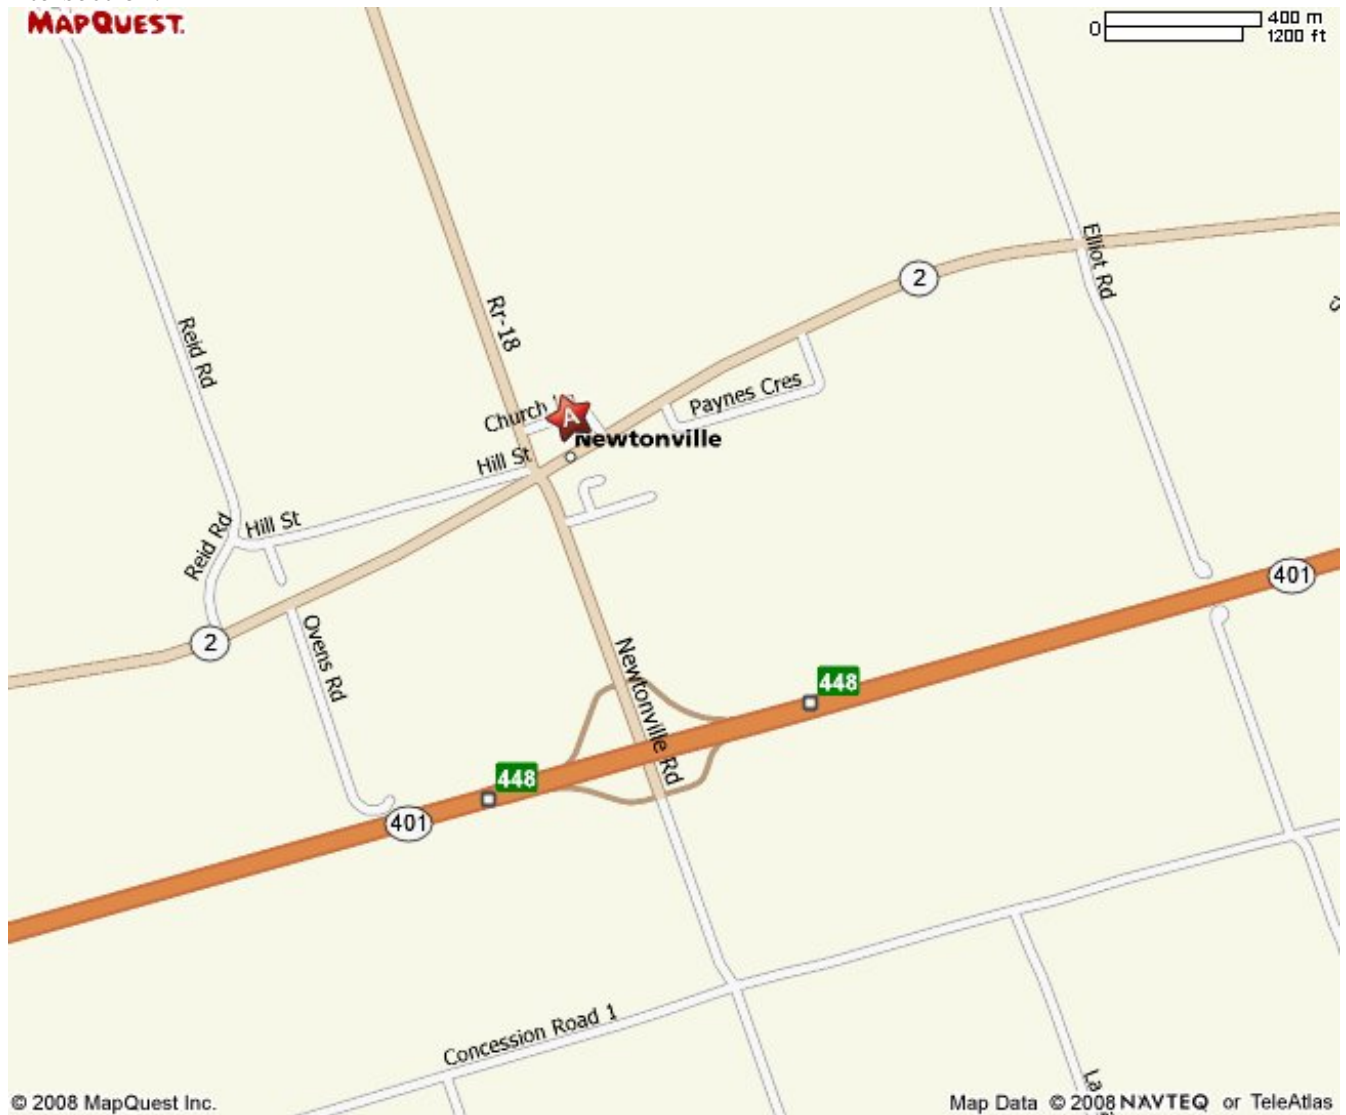 MAPQUEST.
400 m
0
1200 ft
Elliot Rd
2
Rr-18
Reid Rd
Paynes Cres
Church
Newtonville
Hill St
Hill St
Reid Rd
401
2
Ovens Rd
Newtonville Rd
448
448
401
Concession Road 1
La
© 2008 MapQuest Inc.
Map Data © 2008 NAVTEQ or TeleAtlas